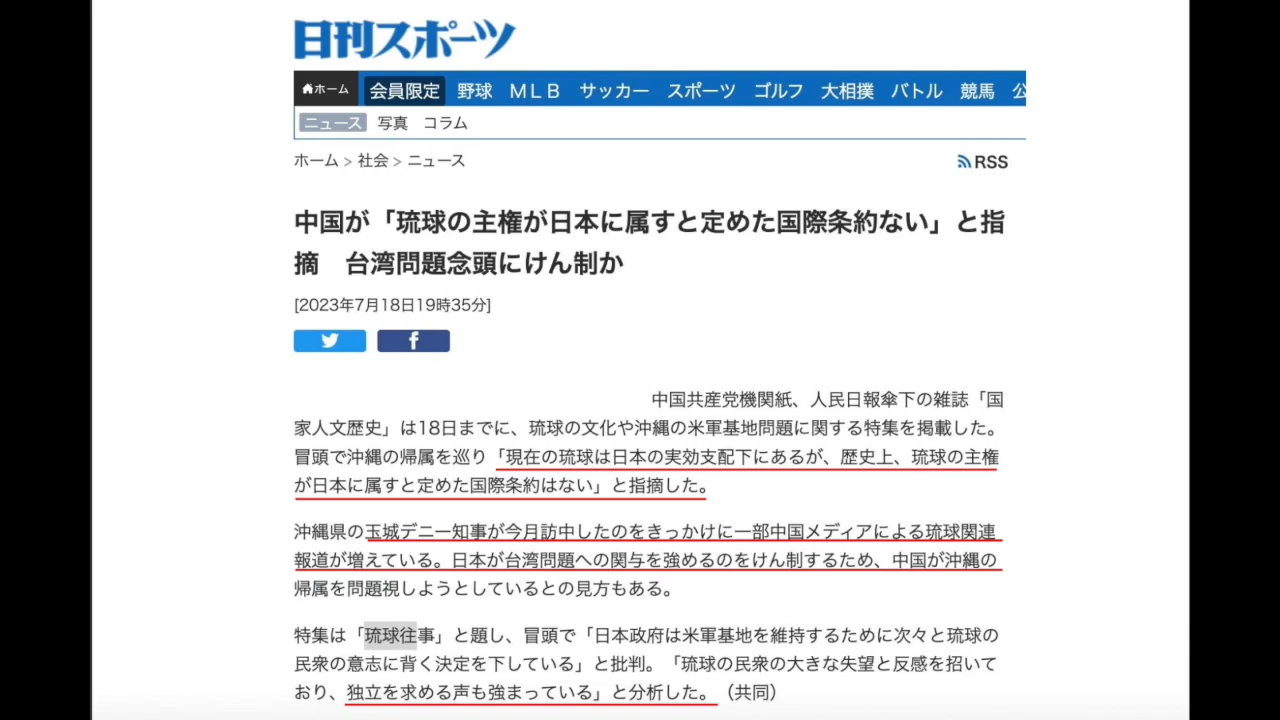 日刊スポーツ
ホーム 会員限定 野球 ＭＬＢ サッカー スポーツ ゴルフ 大相撲 バトル 競馬 公
ニュース 写真 コラム
ホーム > 社会 > ニュース RSS
中国が「琉球の主権が日本に属すと定めた国際条約ない」と指
摘　台湾問題念頭にけん制か
[2023年7月18日19時35分]
中国共産党機関紙、人民日報傘下の雑誌「国
家人文歴史」は18日までに、琉球の文化や沖縄の米軍基地問題に関する特集を掲載した。
冒頭で沖縄の帰属を巡り「現在の琉球は日本の実効支配下にあるが、歴史上、琉球の主権
が日本に属すと定めた国際条約はない」と指摘した。
沖縄県の玉城デニー知事が今月訪中したのをきっかけに一部中国メディアによる琉球関連
報道が増えている。日本が台湾問題への関与を強めるのをけん制するため、中国が沖縄の
帰属を問題視しようとしているとの見方もある。
特集は「琉球往事」と題し、冒頭で「日本政府は米軍基地を維持するために次々と琉球の
民衆の意志に背く決定を下している」と批判。「琉球の民衆の大きな失望と反感を招いて
おり、独立を求める声も強まっている」と分析した。（共同）